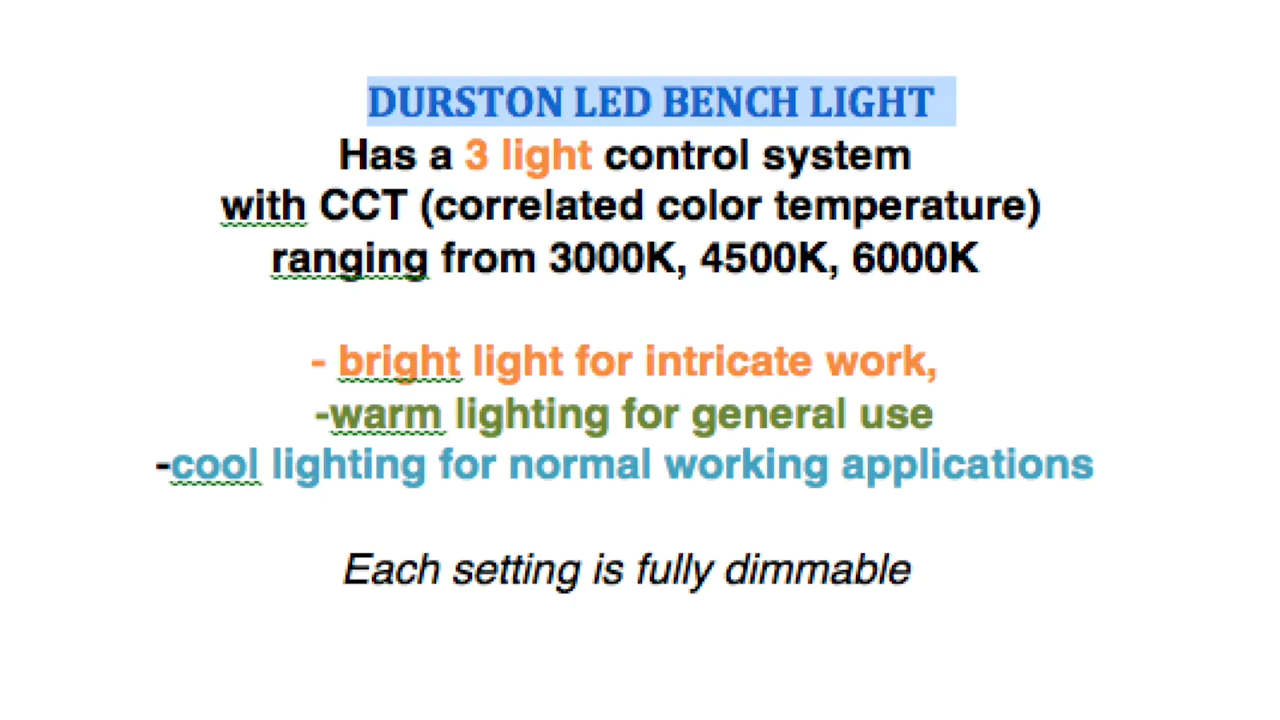 DURSTON LED BENCH LIGHT
Has a 3 light control system
with CCT (correlated color temperature)
ranging from 3000K, 4500K, 6000K
- bright light for intricate work,
-warm lighting for general use
-cool lighting for normal working applications
Each setting is fully dimmable